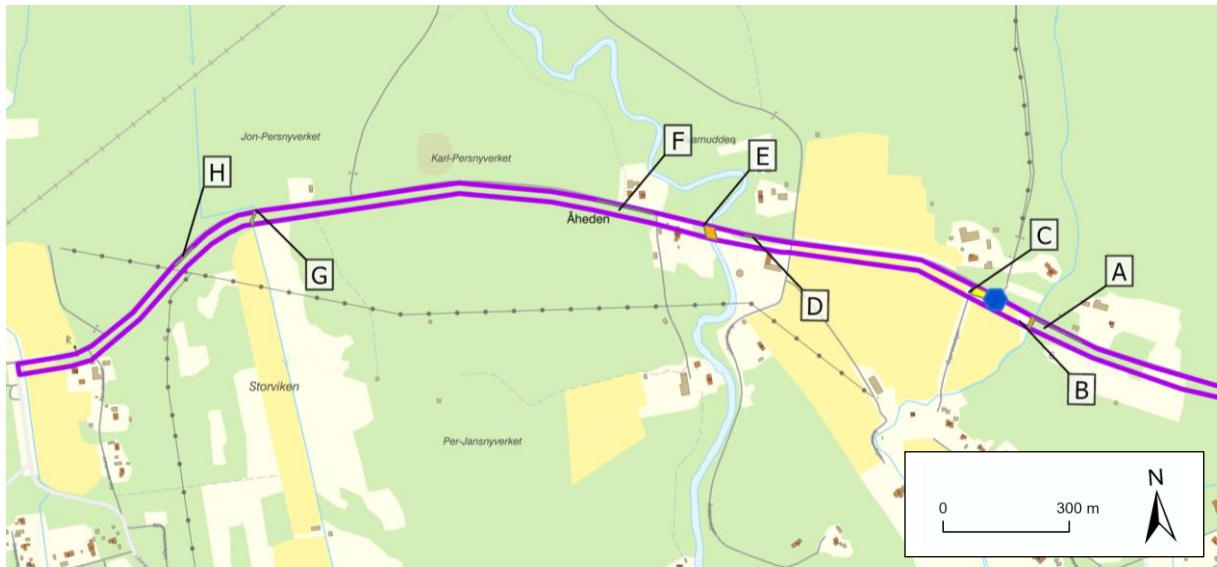 Jon-Persnyverket
Karl-Persnyverket
F
E
H
Åheden
C
A
G
D
B
Storviken
Per-Jansnyverket
N
0
300 m